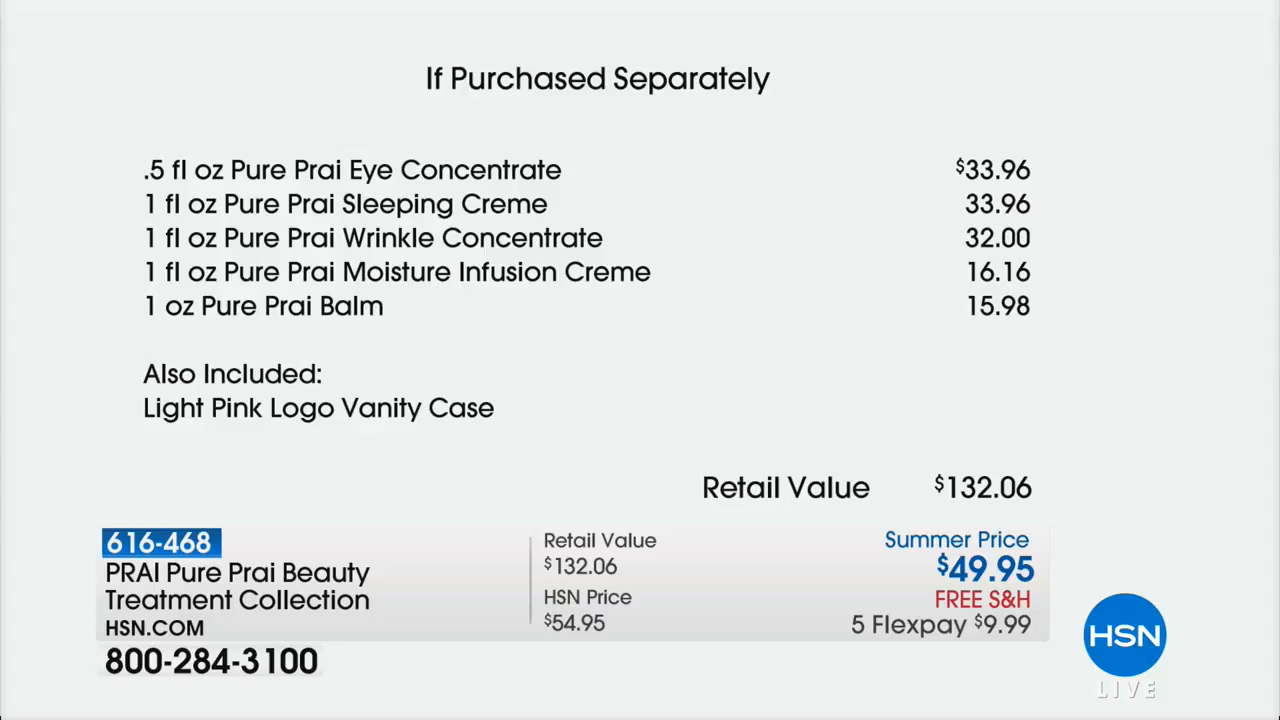 If Purchased Separately
.5 fl oz Pure Prai Eye Concentrate $33.96
1 fl oz Pure Prai Sleeping Creme 33.96
1 fl oz Pure Prai Wrinkle Concentrate 32.00
1 fl oz Pure Prai Moisture Infusion Creme 16.16
1 oz Pure Prai Balm 15.98
Also Included:
Light Pink Logo Vanity Case
Retail Value $132.06
616-468
PRAI Pure Prai Beauty
Treatment Collection
HSN.COM
800-284-3100
Retail Value
$132.06
HSN Price
$54.95
Summer Price
$49.95
FREE S&H
5 Flexpay $9.99
HSN
LIVE